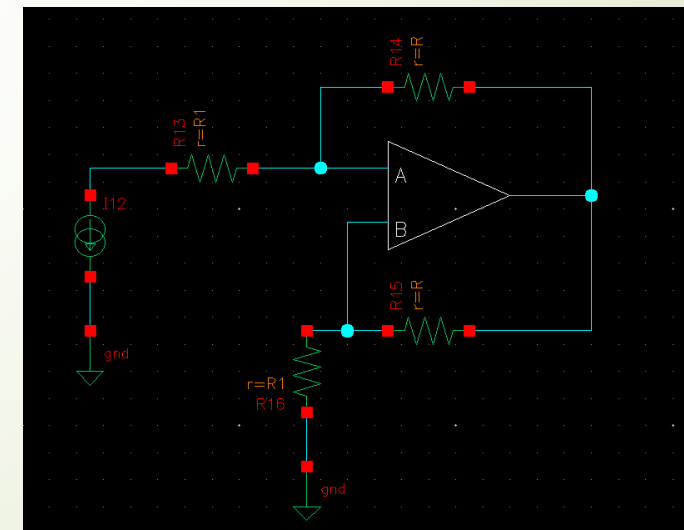 R14
r=R
R13
r=R1
I12
A
B
R15
r=R
gnd
r=R1
R16
gnd